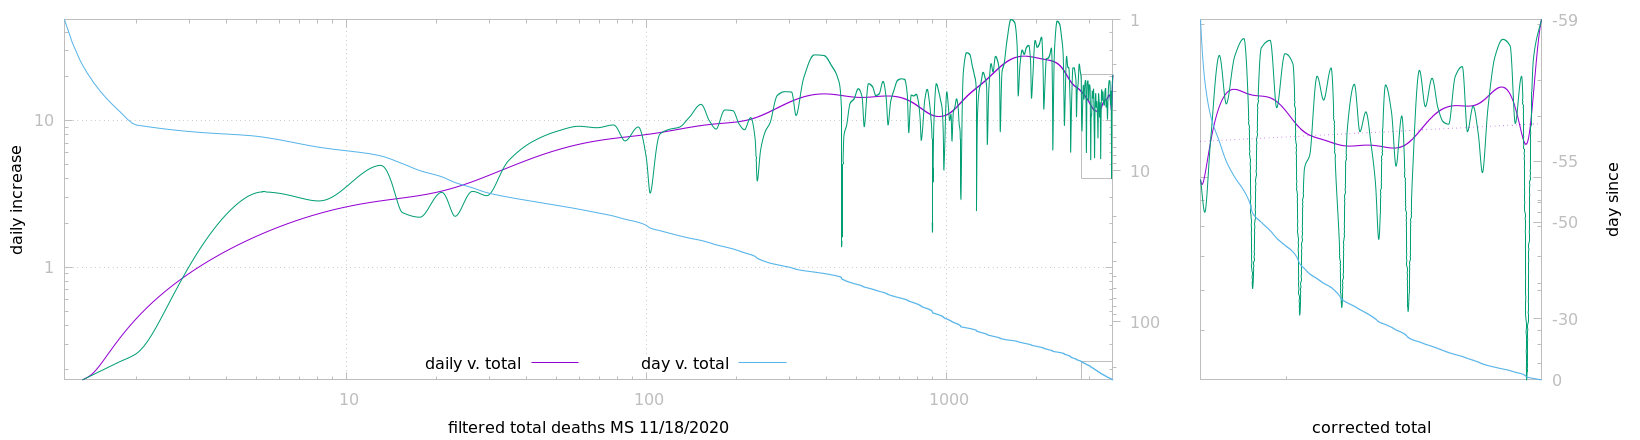 daily increase
10
1
1
10
100
daily v. total
day v. total
10
100
1000
filtered total deaths MS 11/18/2020
-59
-55
-50
-30
0
day since
corrected total